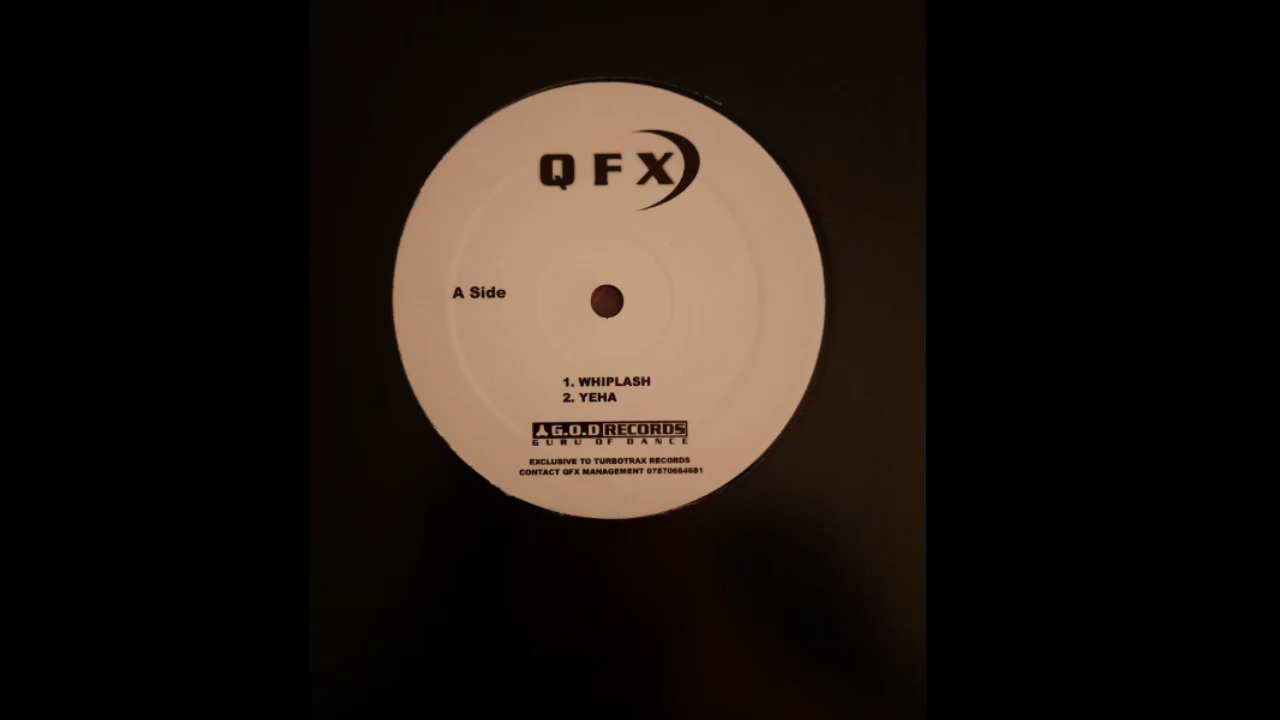 QFX
A Side
1. WHIPLASH
2. YEHA
G.O.D RECORDS
GURU OF DANCE
EXCLUSIVE TO TURBOTRAX RECORDS
CONTACT QFX MANAGEMENT 07870664681